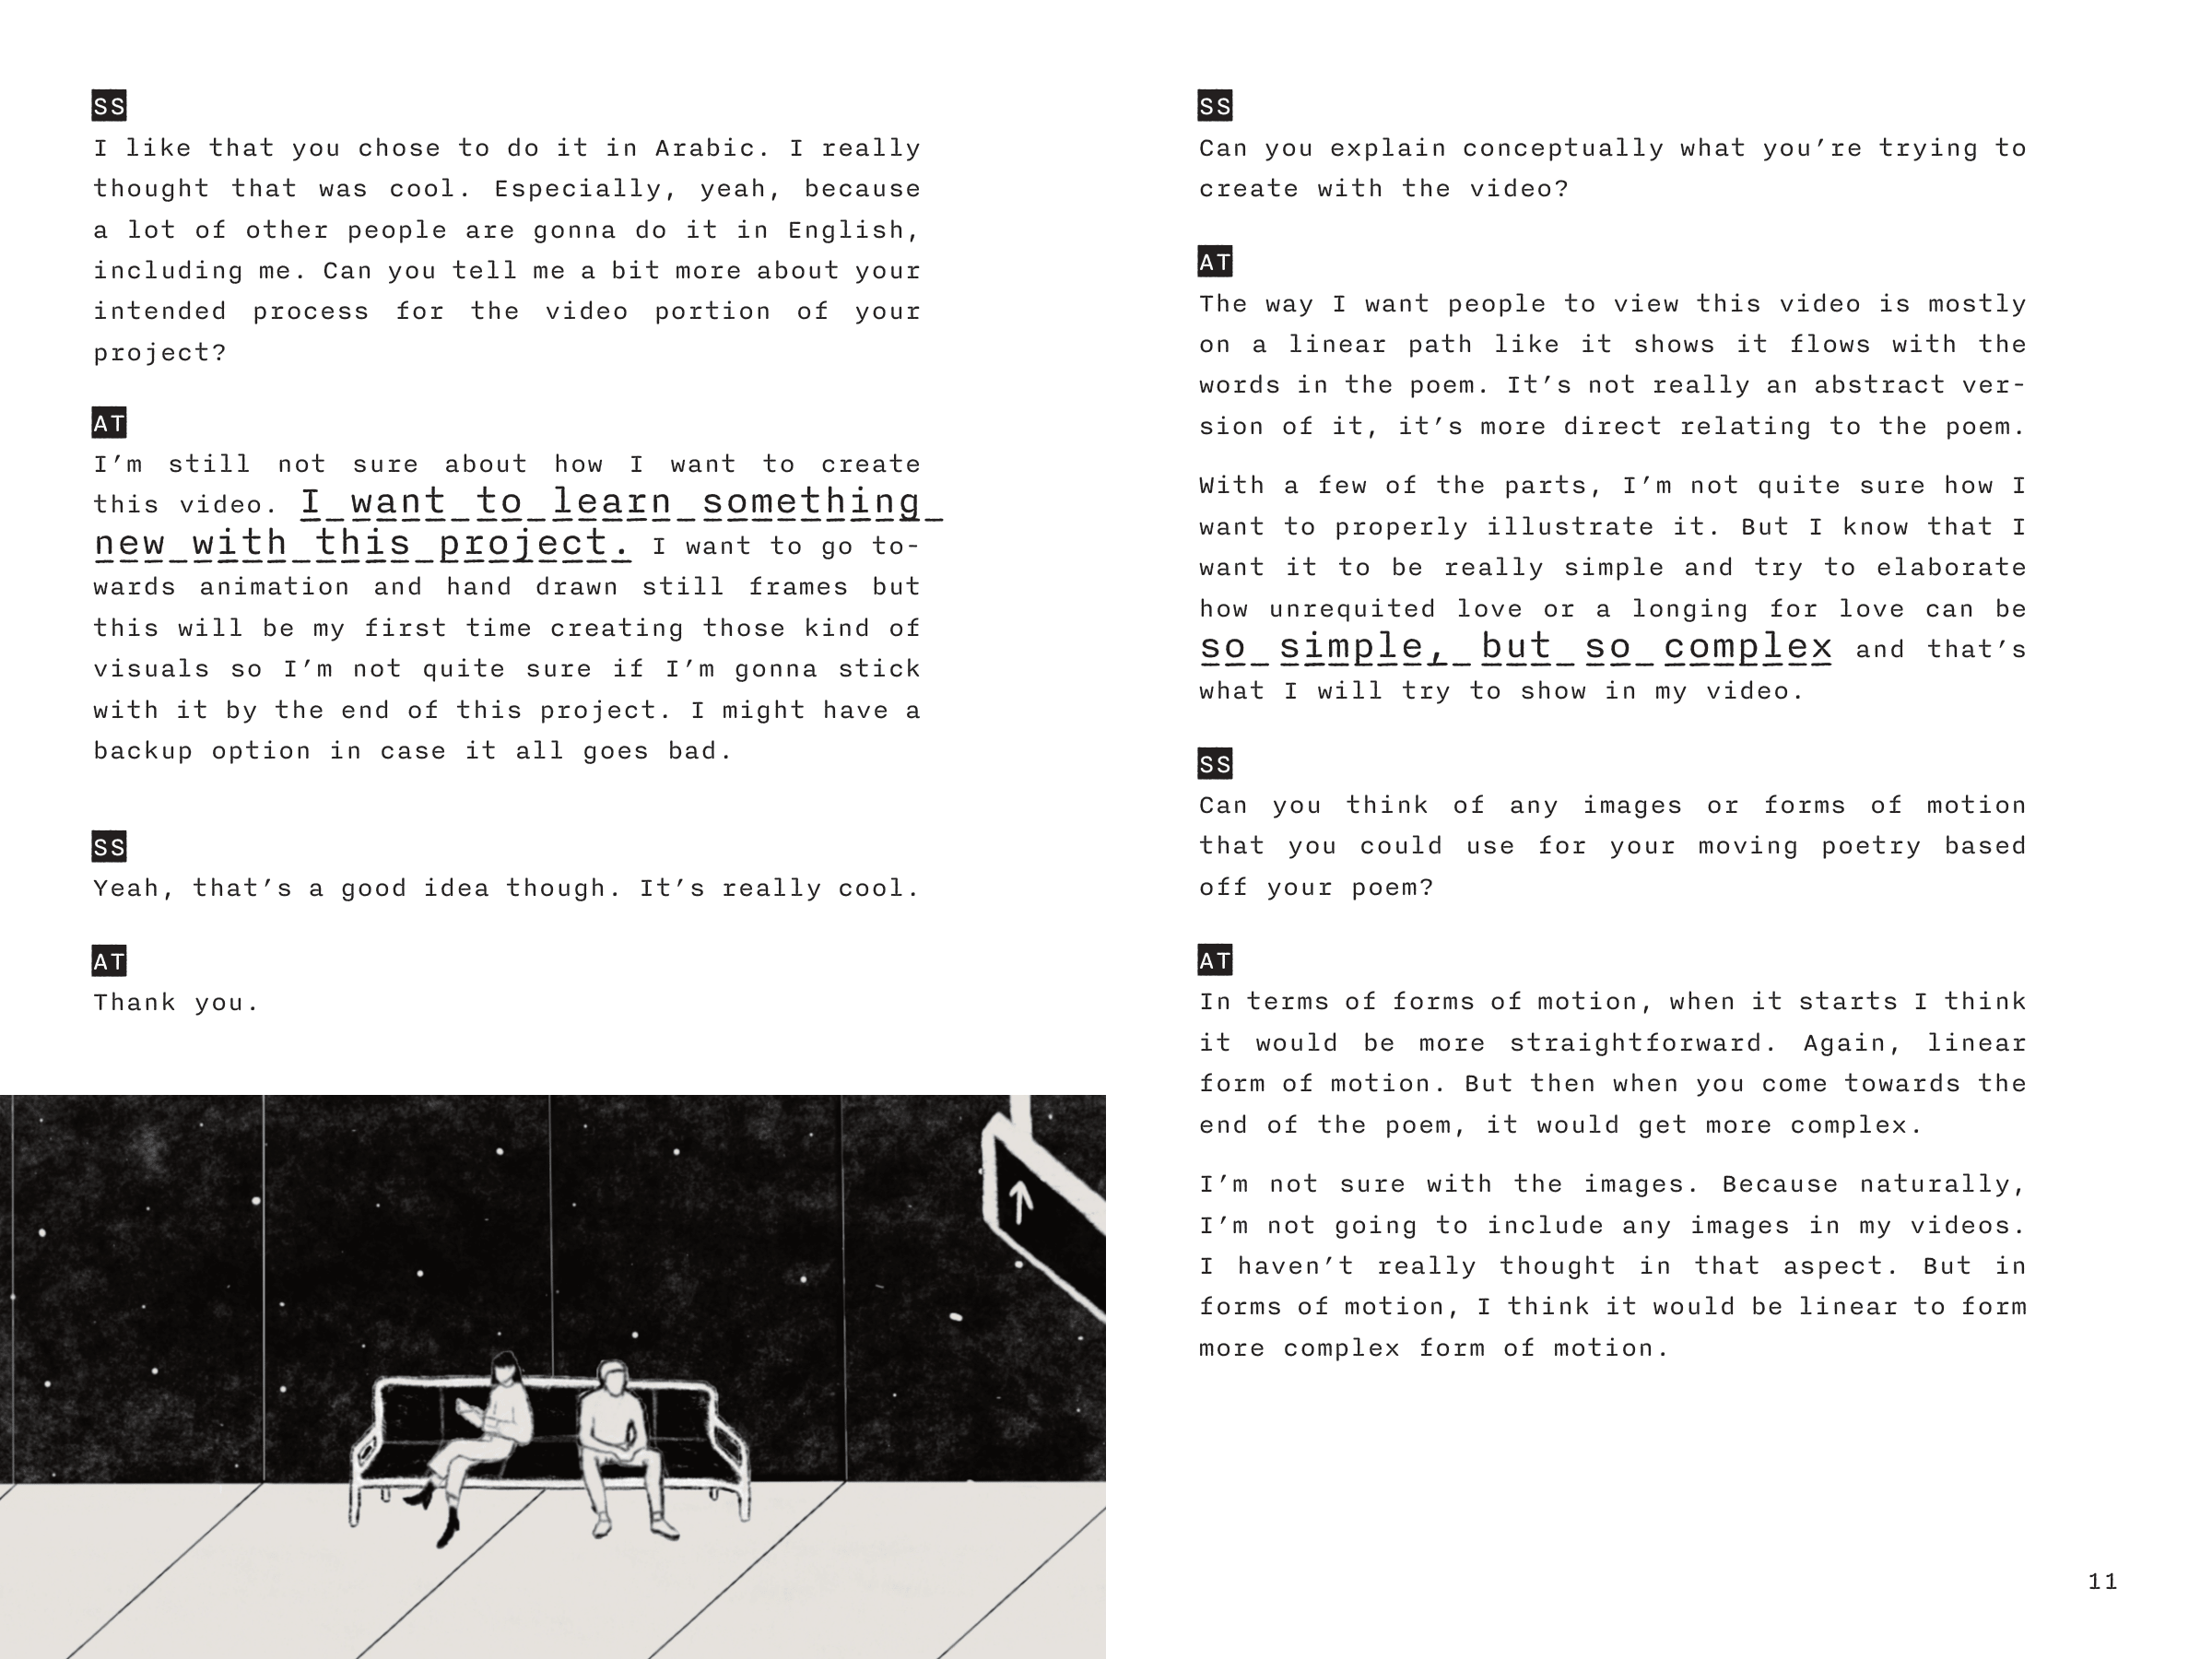 SS
I like that you chose to do it in Arabic. I really
thought that was cool. Especially, yeah, because
a lot of other people are gonna do it in English,
including me. Can you tell me a bit more about your
intended process for the video portion of your
project?
AT
I’m still not sure about how I want to create
this video. I want to learn something
new with this project. I want to go to-
wards animation and hand drawn still frames but
this will be my first time creating those kind of
visuals so I’m not quite sure if I’m gonna stick
with it by the end of this project. I might have a
backup option in case it all goes bad.
SS
Yeah, that’s a good idea though. It’s really cool.
AT
Thank you.
SS
Can you explain conceptually what you’re trying to
create with the video?
AT
The way I want people to view this video is mostly
on a linear path like it shows it flows with the
words in the poem. It’s not really an abstract ver-
sion of it, it’s more direct relating to the poem.
With a few of the parts, I’m not quite sure how I
want to properly illustrate it. But I know that I
want it to be really simple and try to elaborate
how unrequited love or a longing for love can be
so simple, but so complex and that’s
what I will try to show in my video.
SS
Can you think of any images or forms of motion
that you could use for your moving poetry based
off your poem?
AT
In terms of forms of motion, when it starts I think
it would be more straightforward. Again, linear
form of motion. But then when you come towards the
end of the poem, it would get more complex.
I’m not sure with the images. Because naturally,
I’m not going to include any images in my videos.
I haven’t really thought in that aspect. But in
forms of motion, I think it would be linear to form
more complex form of motion.
11